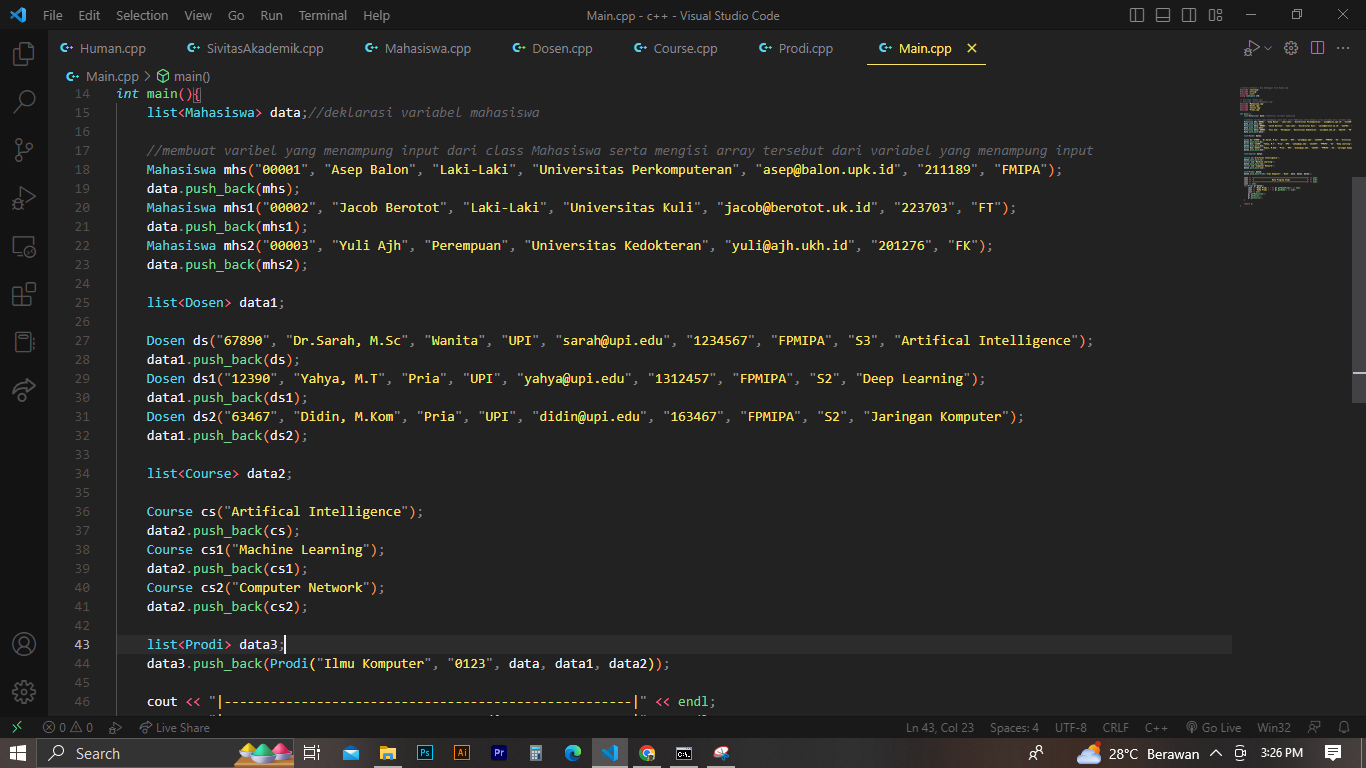 File Edit Selection View Go Run Terminal Help
Main.cpp - c++ - Visual Studio Code
Human.cpp SivitasAkademik.cpp Mahasiswa.cpp Dosen.cpp Course.cpp Prodi.cpp Main.cpp
Main.cpp > main()
14 int main(){
15 list<Mahasiswa> data;//deklarasi variabel mahasiswa
16
17 //membuat varibel yang menampung input dari class Mahasiswa serta mengisi array tersebut dari variabel yang menampung input
18 Mahasiswa mhs("00001", "Asep Balon", "Laki-Laki", "Universitas Perkomputeran", "asep@balon.upk.id", "211189", "FMIPA");
19 data.push_back(mhs);
20 Mahasiswa mhs1("00002", "Jacob Berotot", "Laki-Laki", "Universitas Kuli", "jacob@berotot.uk.id", "223703", "FT");
21 data.push_back(mhs1);
22 Mahasiswa mhs2("00003", "Yuli Ajh", "Perempuan", "Universitas Kedokteran", "yuli@ajh.ukh.id", "201276", "FK");
23 data.push_back(mhs2);
24
25 list<Dosen> data1;
26
27 Dosen ds("67890", "Dr.Sarah, M.Sc", "Wanita", "UPI", "sarah@upi.edu", "1234567", "FPMIPA", "S3", "Artifical Intelligence");
28 data1.push_back(ds);
29 Dosen ds1("12390", "Yahya, M.T", "Pria", "UPI", "yahya@upi.edu", "1312457", "FPMIPA", "S2", "Deep Learning");
30 data1.push_back(ds1);
31 Dosen ds2("63467", "Didin, M.Kom", "Pria", "UPI", "didin@upi.edu", "163467", "FPMIPA", "S2", "Jaringan Komputer");
32 data1.push_back(ds2);
33
34 list<Course> data2;
35
36 Course cs("Artifical Intelligence");
37 data2.push_back(cs);
38 Course cs1("Machine Learning");
39 data2.push_back(cs1);
40 Course cs2("Computer Network");
41 data2.push_back(cs2);
42
43 list<Prodi> data3;
44 data3.push_back(Prodi("Ilmu Komputer", "0123", data, data1, data2));
45
46 cout << "|-----------------------------------------------------|" << endl;
0 0 Live Share Ln 43, Col 23 Spaces: 4 UTF-8 CRLF C++ Go Live Win32
Search Ps Ai Pr 28°C Berawan 3:26 PM